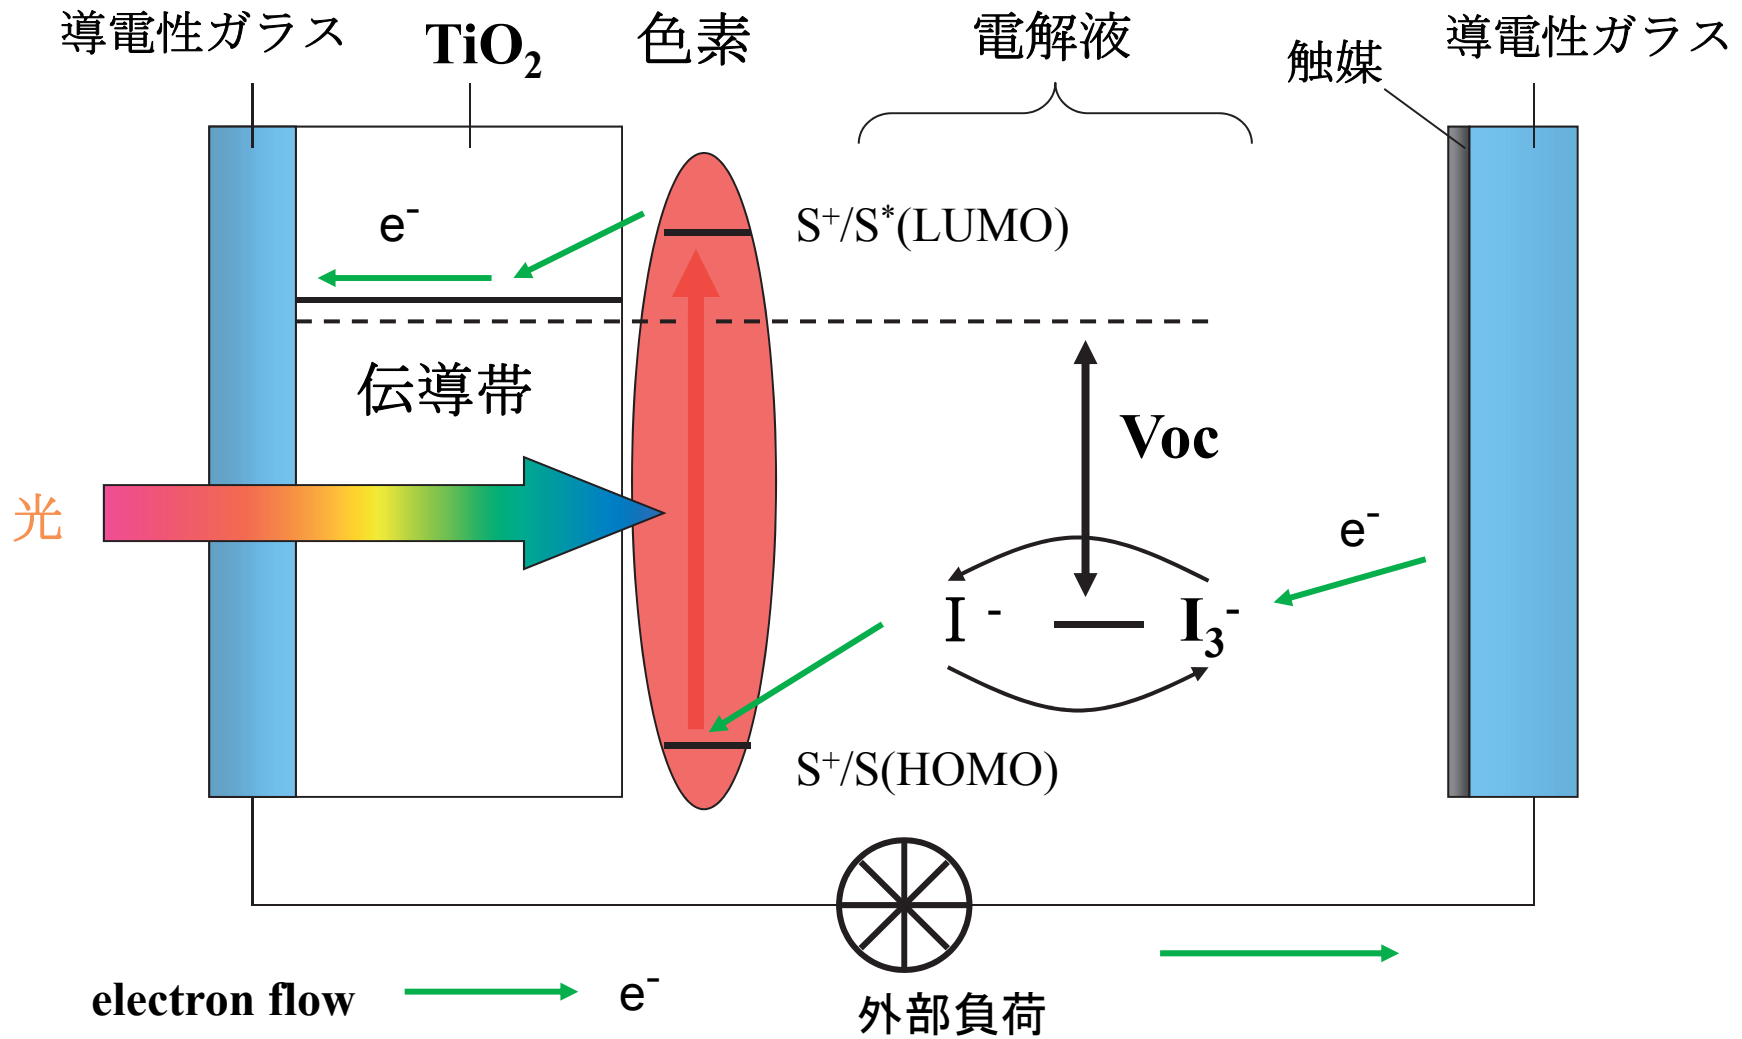 導電性ガラス
TiO₂
色素
電解液
触媒
導電性ガラス
e⁻
S⁺/S*(LUMO)
伝導帯
Voc
光
e⁻
I⁻
I₃⁻
S⁺/S(HOMO)
electron flow
e⁻
外部負荷